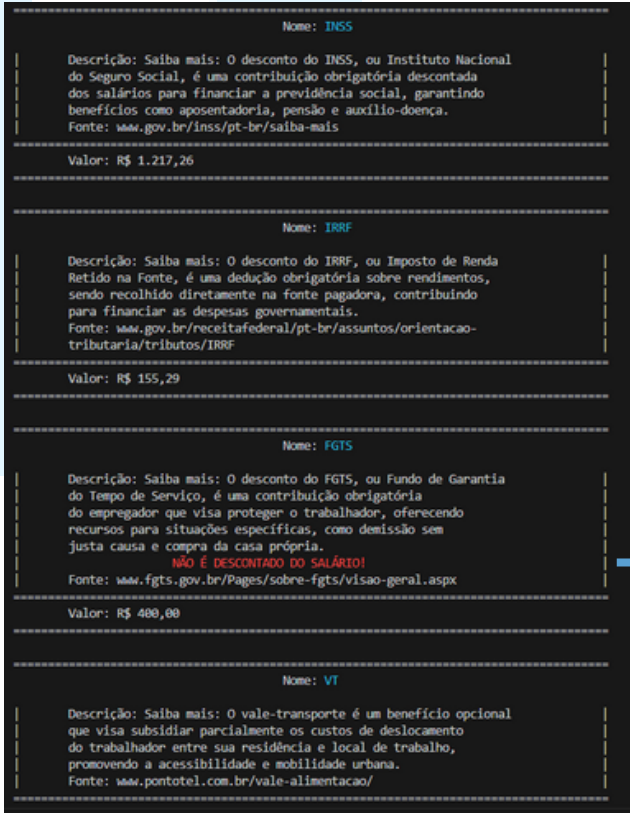 Nome: INSS
Descrição: Saiba mais: O desconto do INSS, ou Instituto Nacional
do Seguro Social, é uma contribuição obrigatória descontada
dos salários para financiar a previdência social, garantindo
benefícios como aposentadoria, pensão e auxílio-doença.
Fonte: www.gov.br/inss/pt-br/saiba-mais
Valor: R$ 1.217,26
Nome: IRRF
Descrição: Saiba mais: O desconto do IRRF, ou Imposto de Renda
Retido na Fonte, é uma dedução obrigatória sobre rendimentos,
sendo recolhido diretamente na fonte pagadora, contribuindo
para financiar as despesas governamentais.
Fonte: www.gov.br/receitafederal/pt-br/assuntos/orientacao-
tributaria/tributos/IRRF
Valor: R$ 155,29
Nome: FGTS
Descrição: Saiba mais: O desconto do FGTS, ou Fundo de Garantia
do Tempo de Serviço, é uma contribuição obrigatória
do empregador que visa proteger o trabalhador, oferecendo
recursos para situações específicas, como demissão sem
justa causa e compra da casa própria.
NÃO É DESCONTADO DO SALÁRIO!
Fonte: www.fgts.gov.br/Pages/sobre-fgts/visao-geral.aspx
Valor: R$ 400,00
Nome: VT
Descrição: Saiba mais: O vale-transporte é um benefício opcional
que visa subsidiar parcialmente os custos de deslocamento
do trabalhador entre sua residência e local de trabalho,
promovendo a acessibilidade e mobilidade urbana.
Fonte: www.pontotel.com.br/vale-alimentacao/